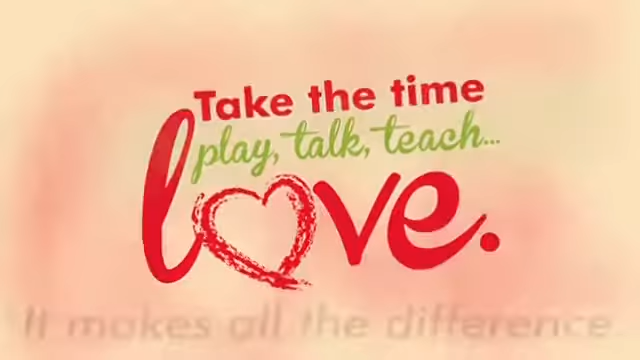 Take the time
play, talk, teach...
love.
It makes all the difference.